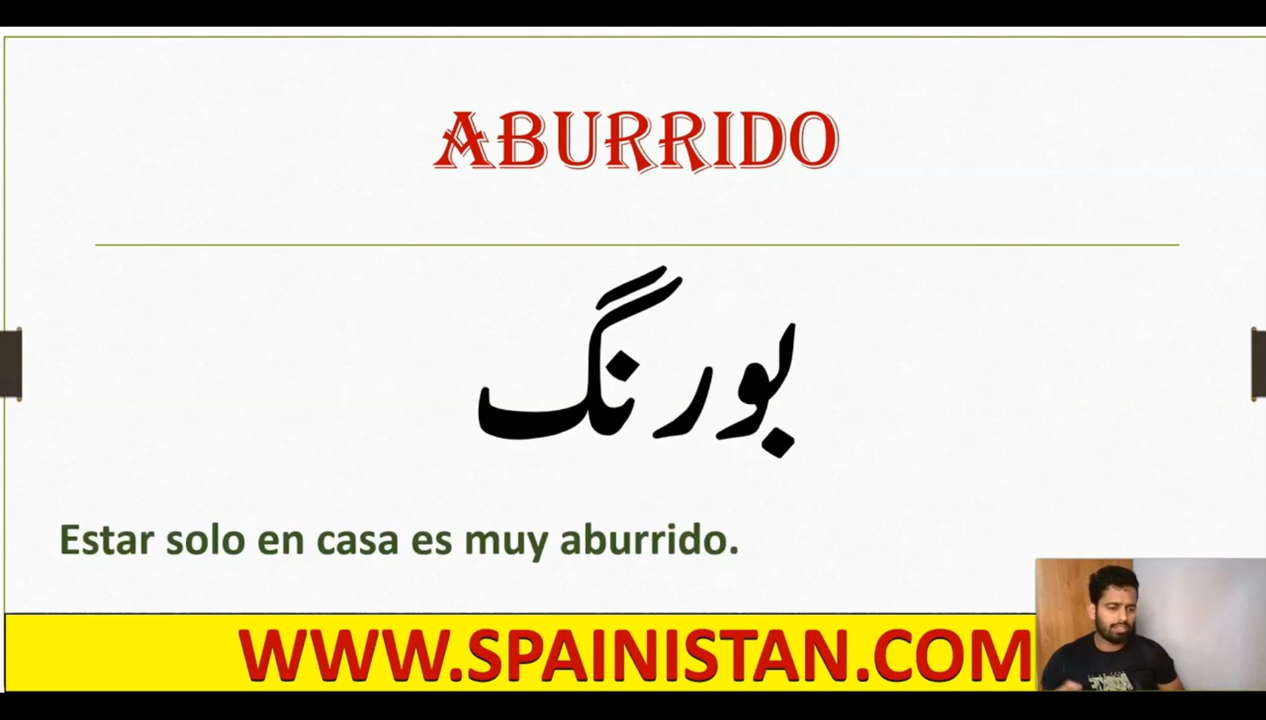 ABURRIDO
بورنگ
Estar solo en casa es muy aburrido.
WWW.SPAINISTAN.COM